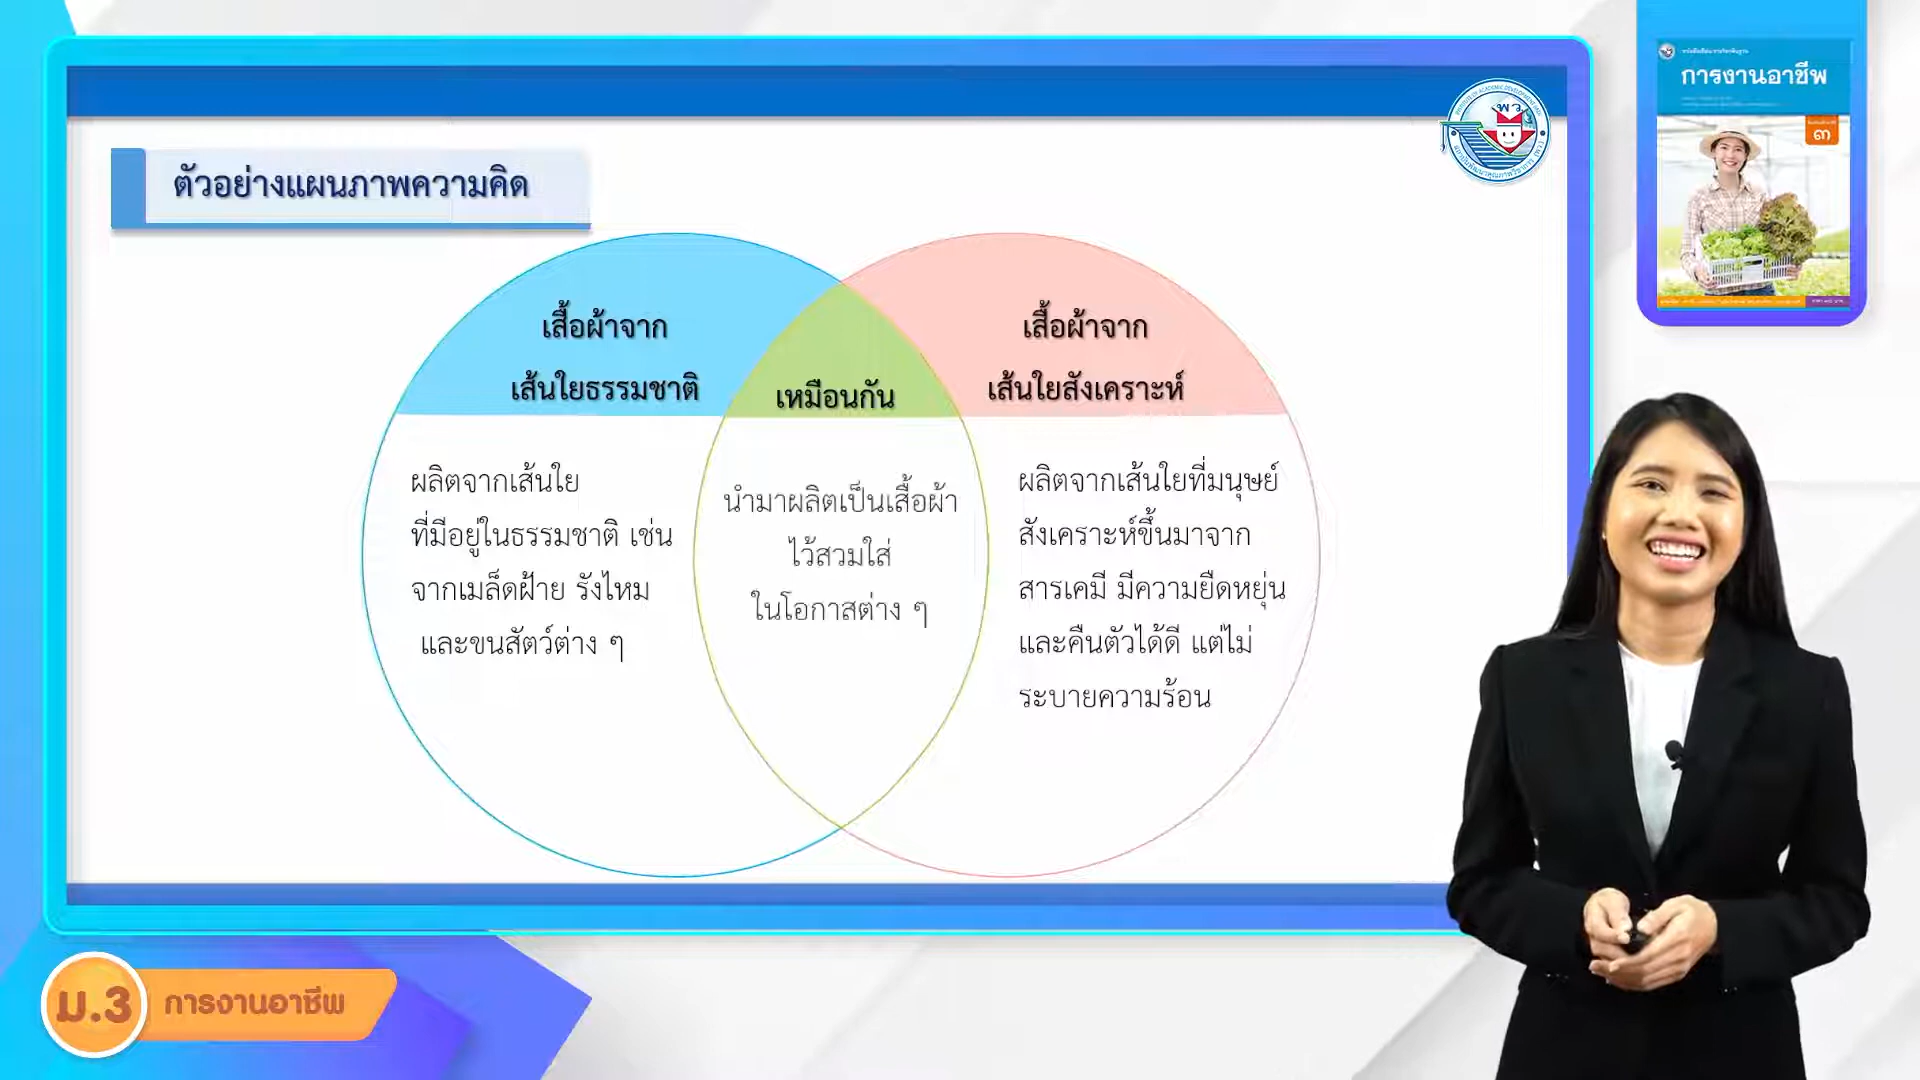 การงานอาชีพ
๓
พว.
ตัวอย่างแผนภาพความคิด
เสื้อผ้าจาก
เส้นใยธรรมชาติ
เหมือนกัน
เสื้อผ้าจาก
เส้นใยสังเคราะห์
ผลิตจากเส้นใย
ที่มีอยู่ในธรรมชาติ เช่น
จากเมล็ดฝ้าย รังไหม
และขนสัตว์ต่าง ๆ
นำมาผลิตเป็นเสื้อผ้า
ไว้สวมใส่
ในโอกาสต่าง ๆ
ผลิตจากเส้นใยที่มนุษย์
สังเคราะห์ขึ้นมาจาก
สารเคมี มีความยืดหยุ่น
และคืนตัวได้ดี แต่ไม่
ระบายความร้อน
ม.3 การงานอาชีพ